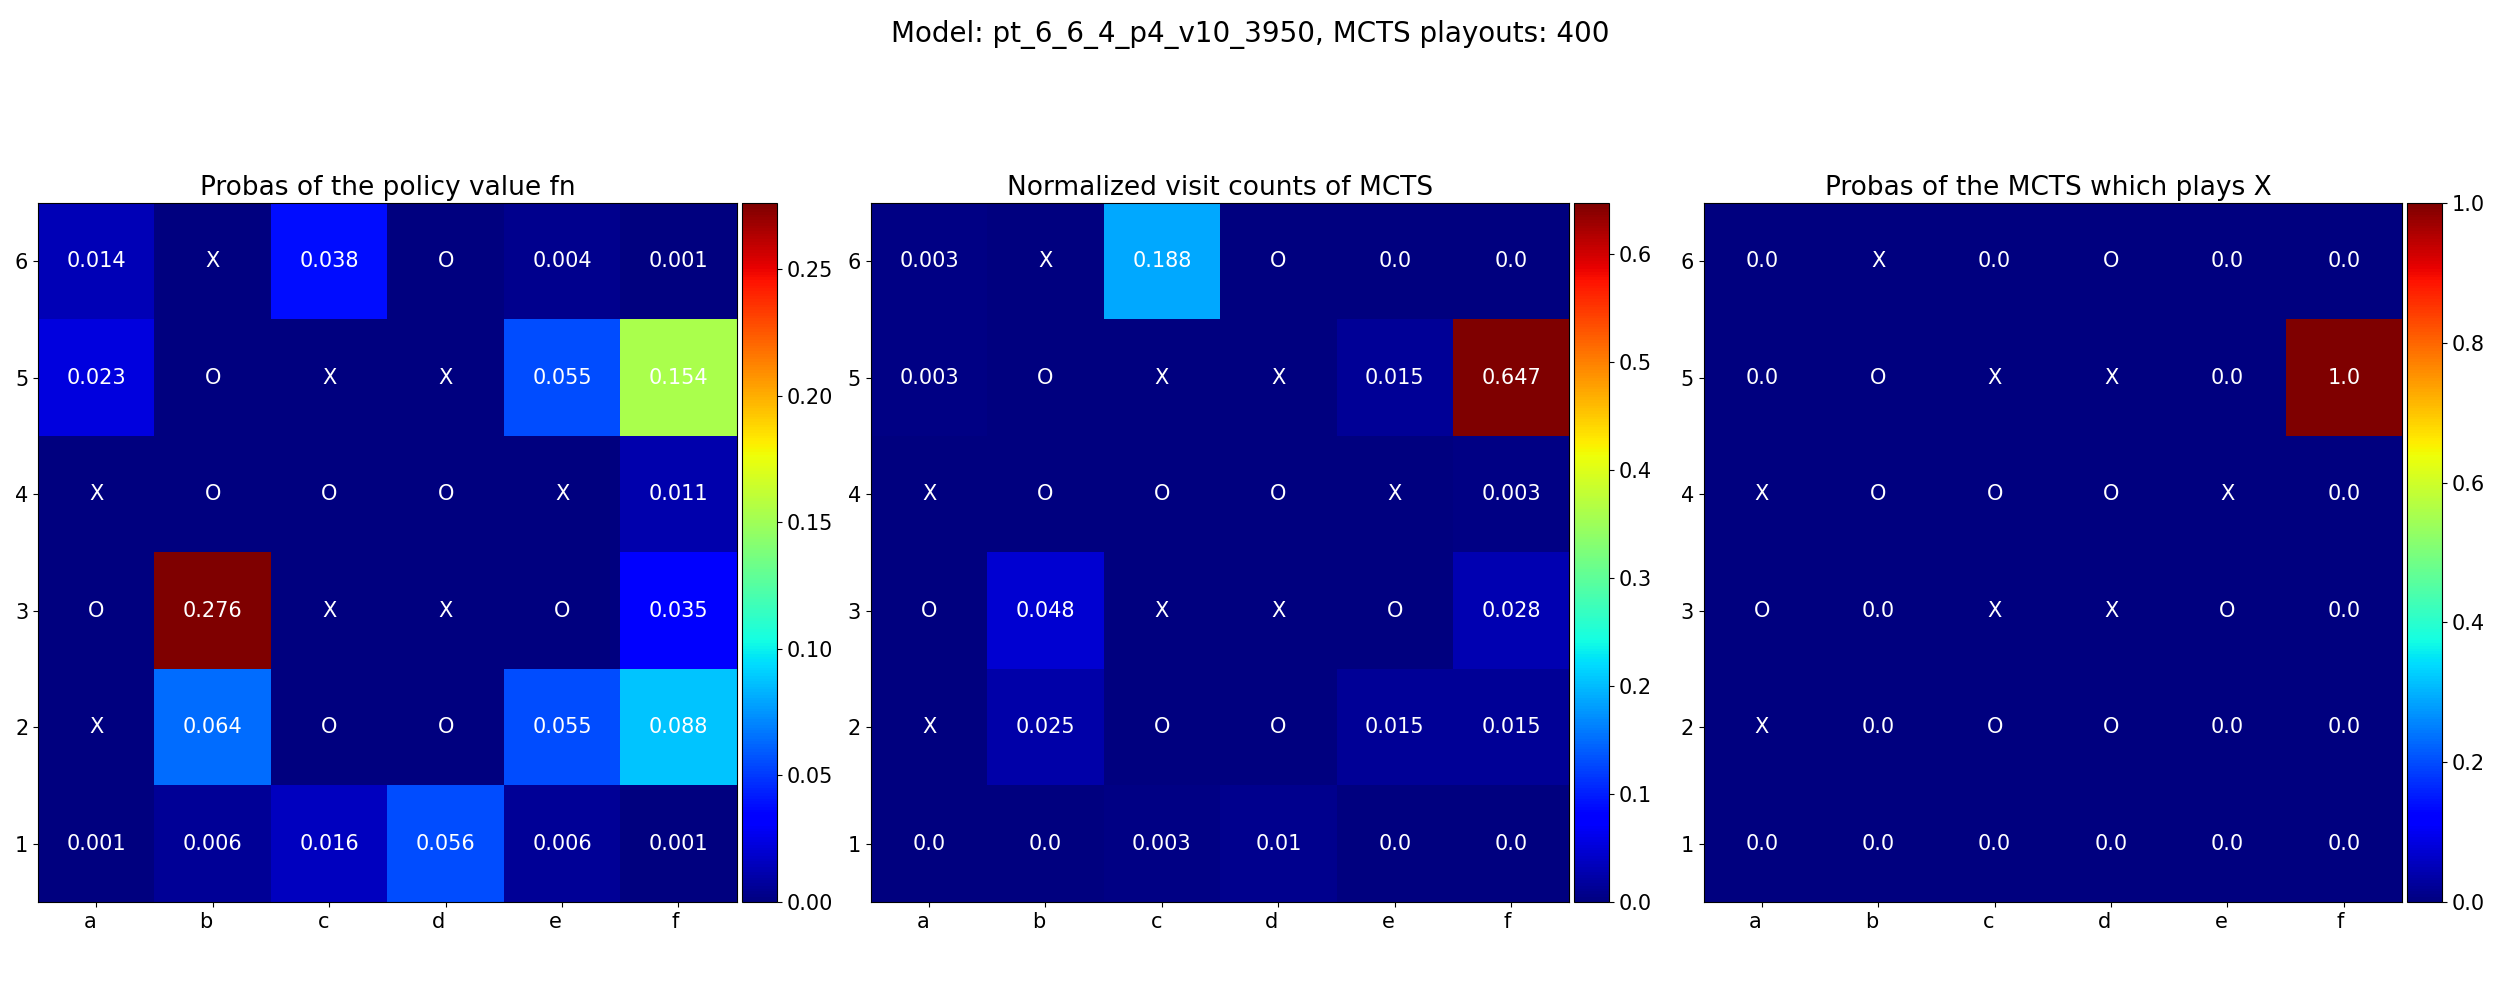 Model: pt_6_6_4_p4_v10_3950, MCTS playouts: 400
Probas of the policy value fn
6 0.014 X 0.038 O 0.004 0.001
5 0.023 O X X 0.055 0.154
4 X O O O X 0.011
3 O 0.276 X X O 0.035
2 X 0.064 O O 0.055 0.088
1 0.001 0.006 0.016 0.056 0.006 0.001
a b c d e f
0.25
0.20
0.15
0.10
0.05
0.00
Normalized visit counts of MCTS
6 0.003 X 0.188 O 0.0 0.0
5 0.003 O X X 0.015 0.647
4 X O O O X 0.003
3 O 0.048 X X O 0.028
2 X 0.025 O O 0.015 0.015
1 0.0 0.0 0.003 0.01 0.0 0.0
a b c d e f
0.6
0.5
0.4
0.3
0.2
0.1
0.0
Probas of the MCTS which plays X
6 0.0 X 0.0 O 0.0 0.0
5 0.0 O X X 0.0 1.0
4 X O O O X 0.0
3 O 0.0 X X O 0.0
2 X 0.0 O O 0.0 0.0
1 0.0 0.0 0.0 0.0 0.0 0.0
a b c d e f
1.0
0.8
0.6
0.4
0.2
0.0